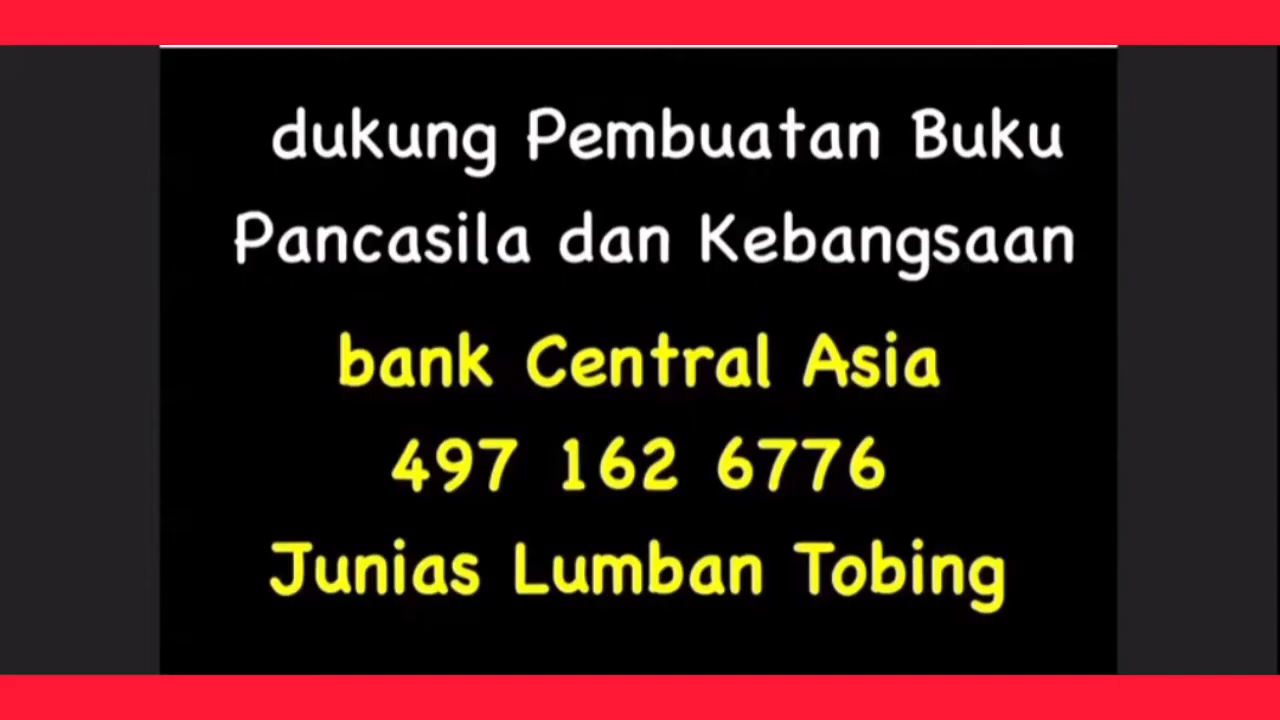 dukung Pembuatan Buku
Pancasila dan Kebangsaan
bank Central Asia
497 162 6776
Junias Lumban Tobing